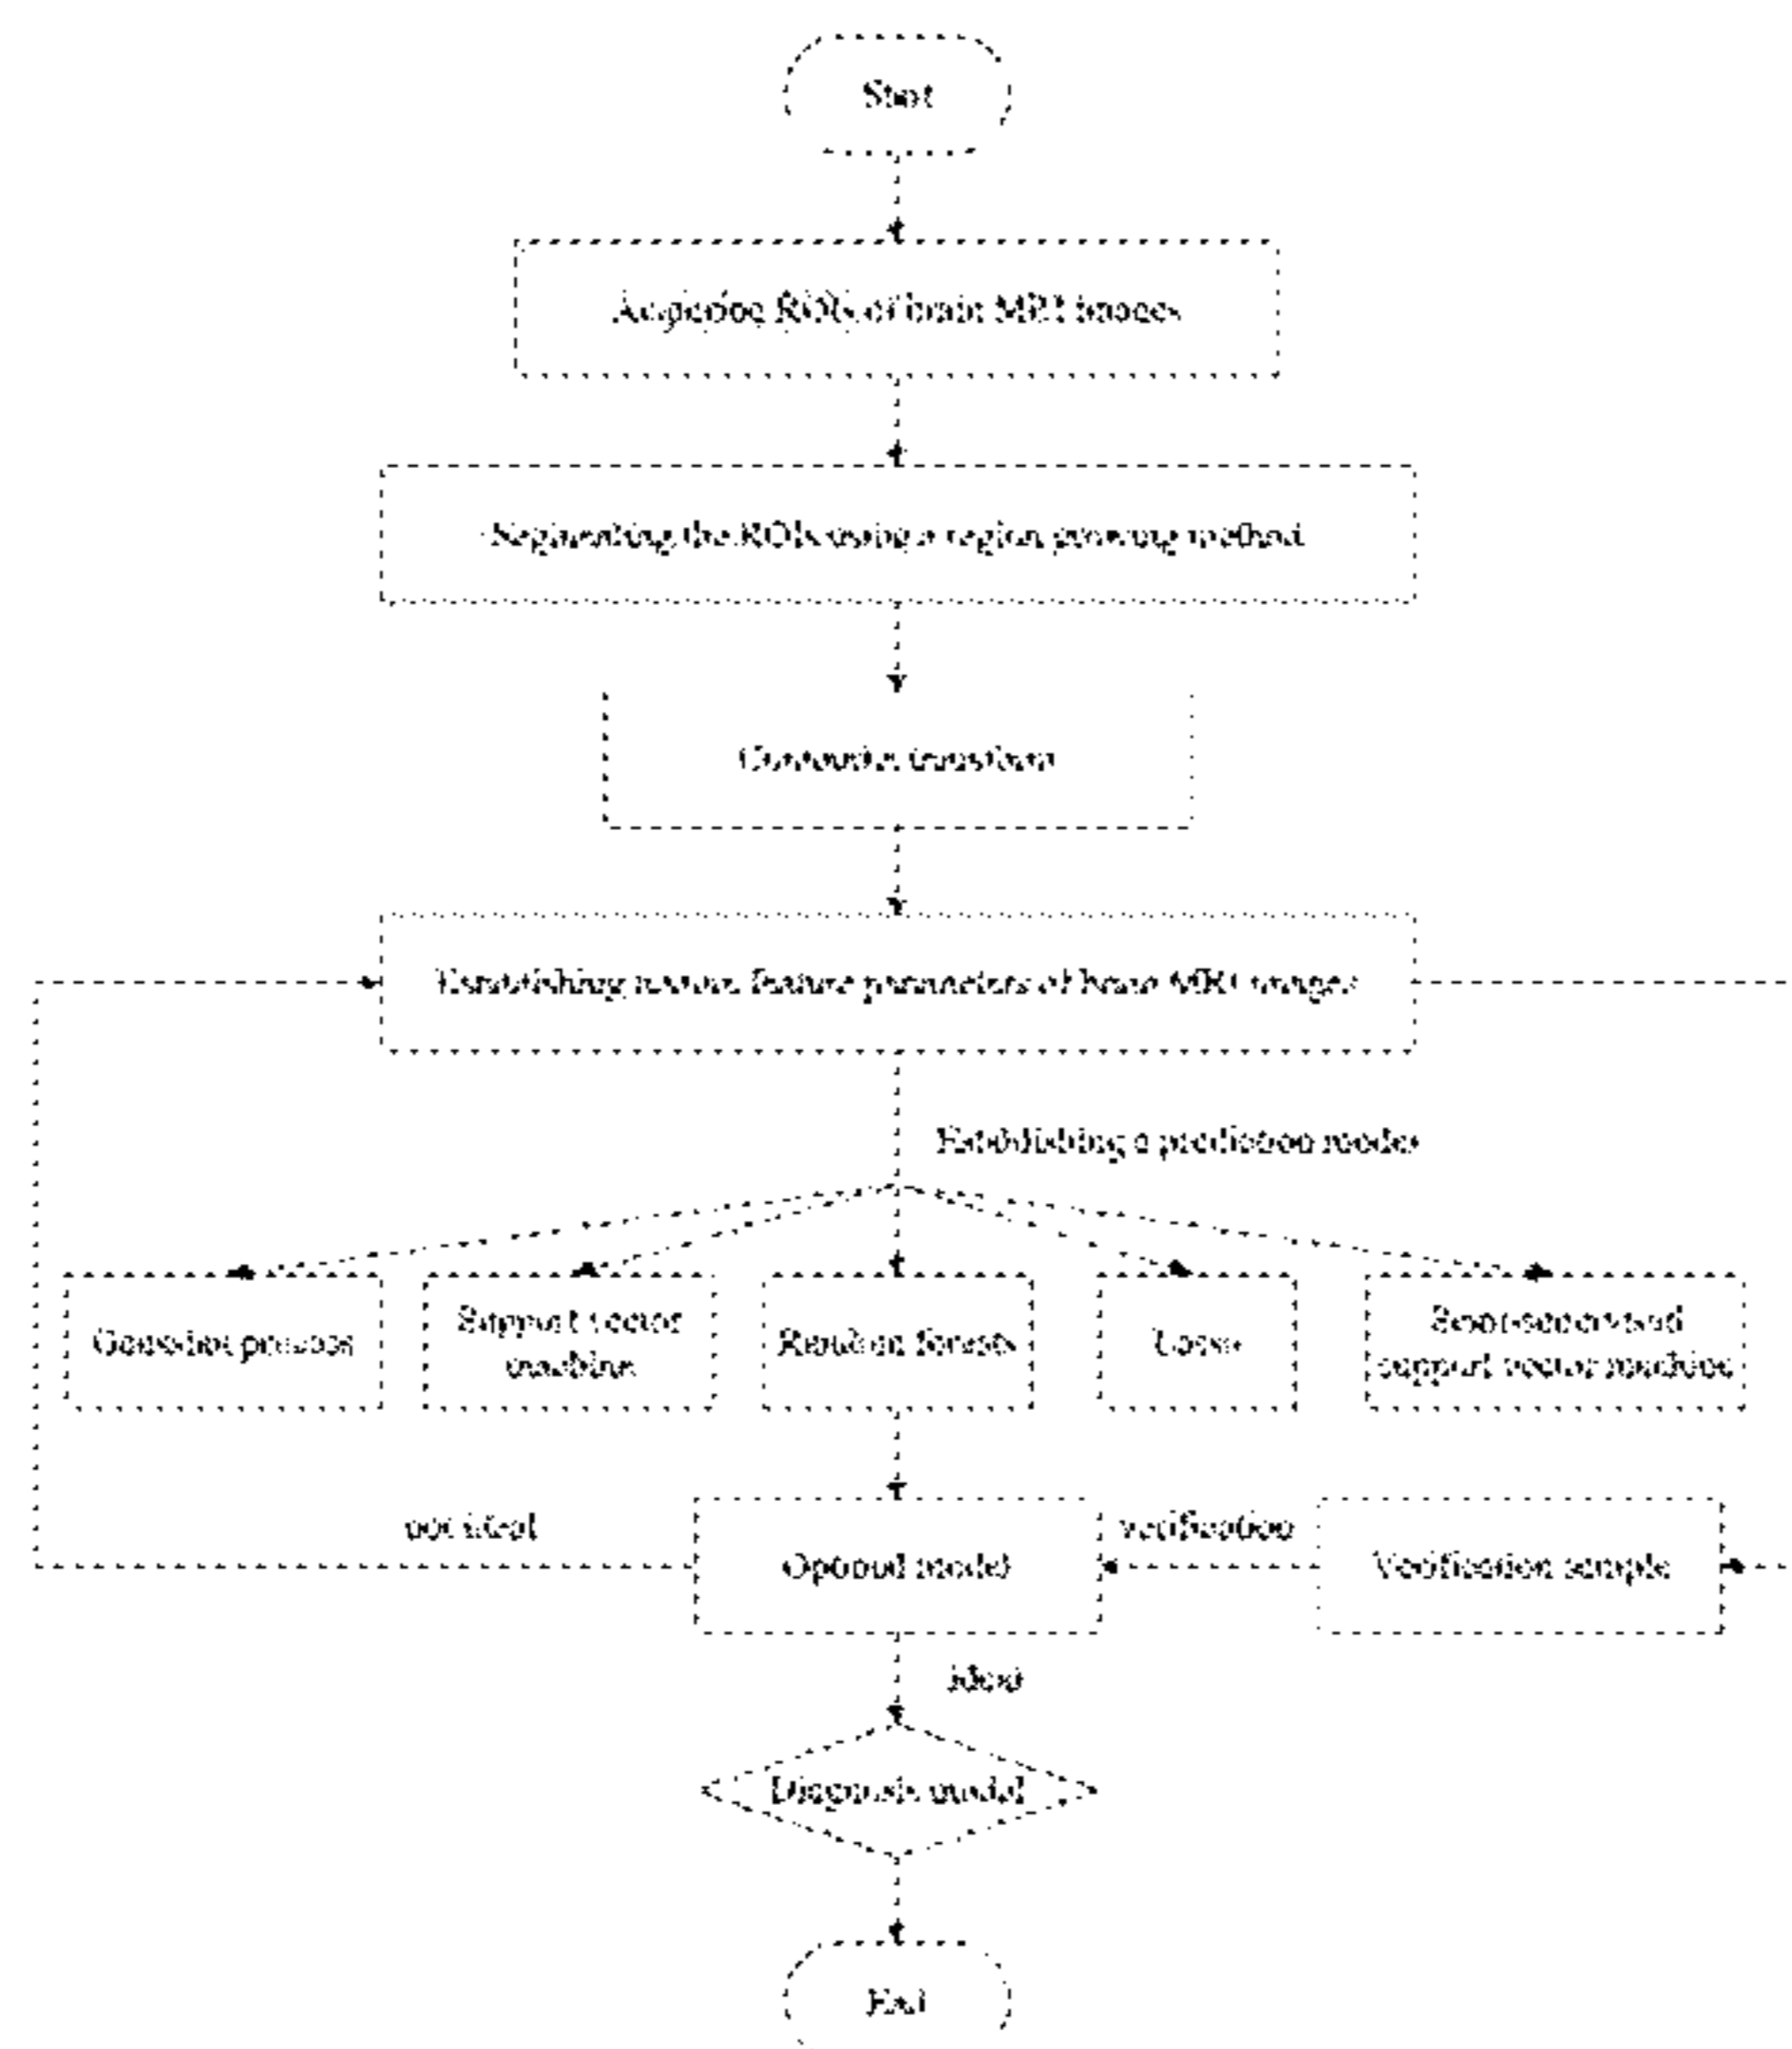 Start
Acquiring ROIs of brain MRI images
Segmenting the ROIs using a region growing method
transform
Establishing texture feature parameters of brain MRI images
Establishing a prediction model
Gaussian process
Support vector
machine
Random forests
Lasso
Semi-supervised
support vector machine
not ideal
Optimal model
verification
Verification sample
ideal
Diagnosis model
End